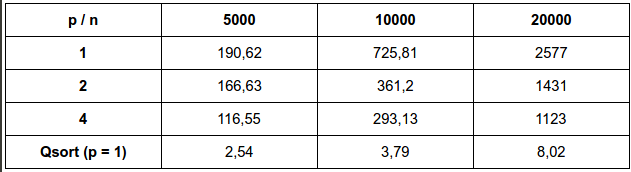 p / n 5000 10000 20000
1 190,62 725,81 2577
2 166,63 361,2 1431
4 116,55 293,13 1123
Qsort (p = 1) 2,54 3,79 8,02